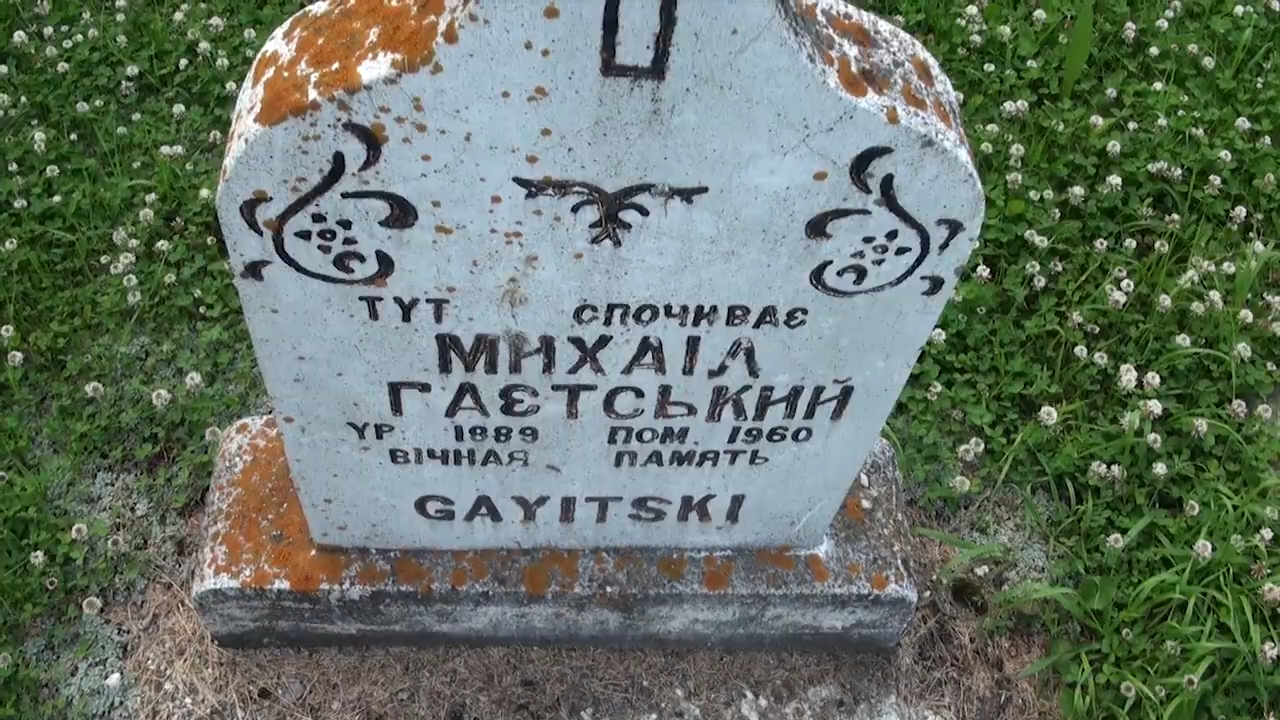 ТУТ СПОЧИВАЄ
МИХАІЛ
ГАЄТСЬКИЙ
УР. 1889 ПОМ. 1960
ВІЧНАЯ ПАМЯТЬ
GAYITSKI